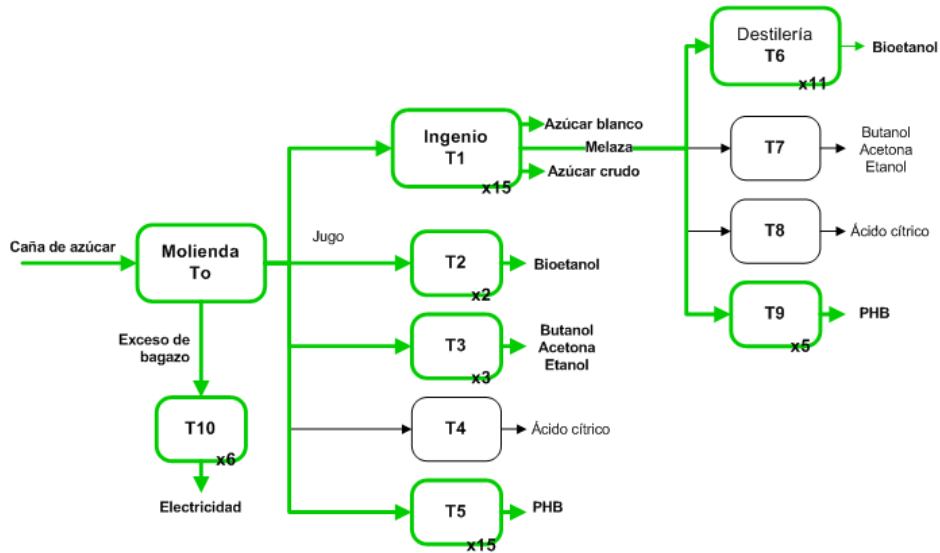 Destilería
T6
x11
Bioetanol
Ingenio
T1
x15
Azúcar blanco
Melaza
Azúcar crudo
T7
Butanol
Acetona
Etanol
T8
Ácido cítrico
T9
x5
PHB
Caña de azúcar
Molienda
To
Jugo
T2
x2
Bioetanol
T3
x3
Butanol
Acetona
Etanol
T4
Ácido cítrico
T5
x15
PHB
Exceso de
bagazo
T10
x6
Electricidad